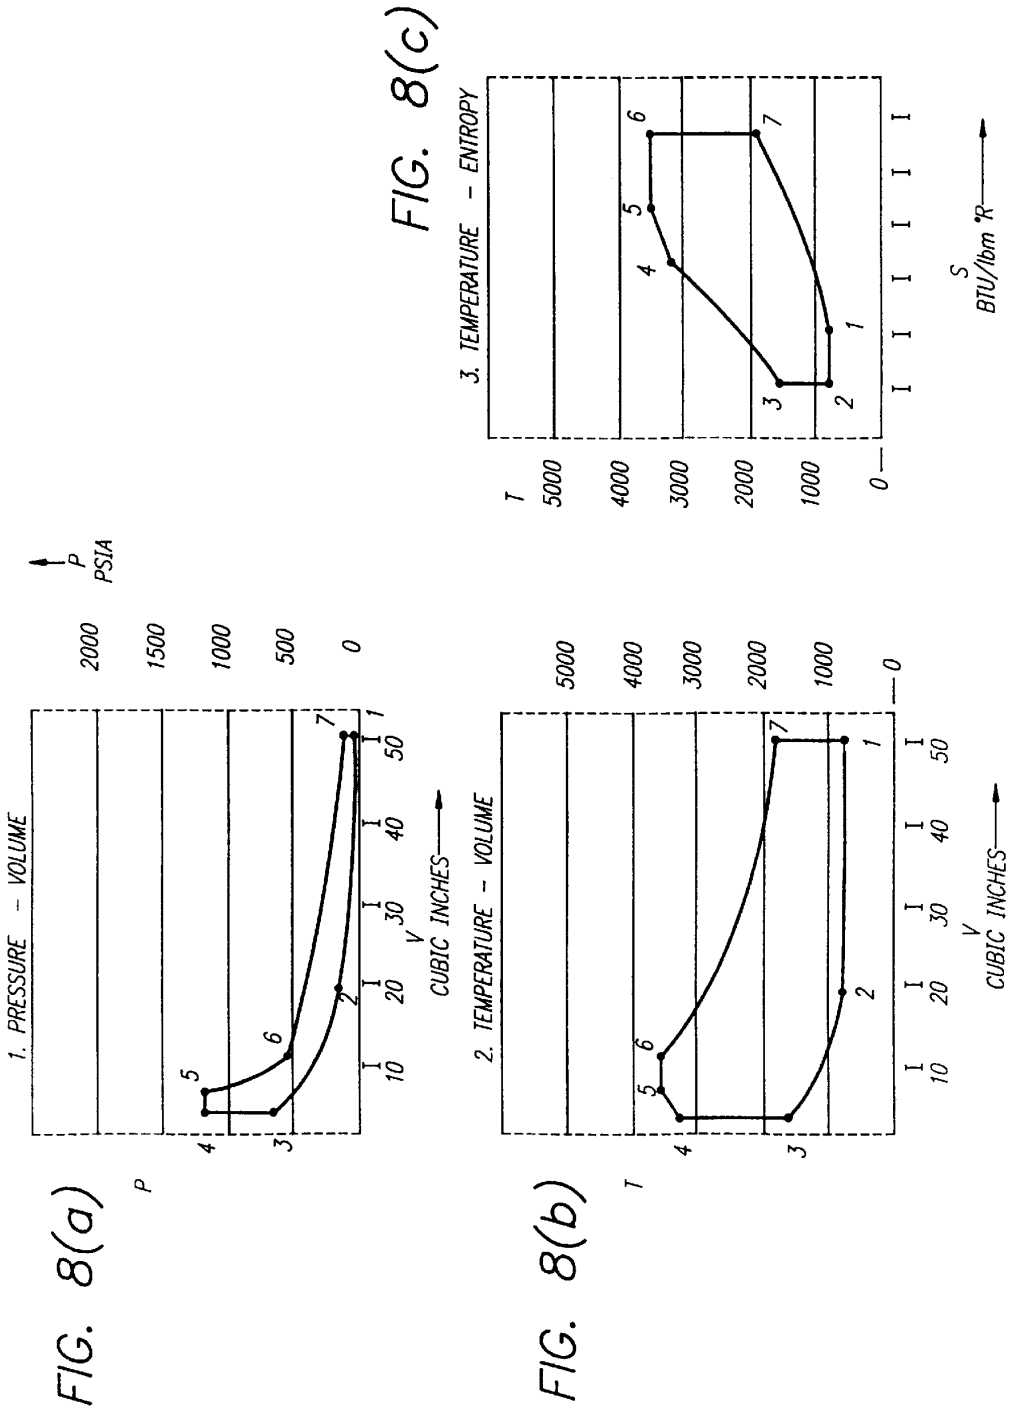 FIG. 8(a)
1. PRESSURE - VOLUME
P
P
PSIA
2000
1500
1000
500
0
4
5
3
6
2
7
1
10
20
30
40
50
V
CUBIC INCHES
FIG. 8(b)
2. TEMPERATURE - VOLUME
T
5000
4000
3000
2000
1000
0
4
5
6
3
2
7
1
10
20
30
40
50
V
CUBIC INCHES
FIG. 8(c)
3. TEMPERATURE - ENTROPY
T
5000
4000
3000
2000
1000
0
3
2
4
5
6
7
1
S
BTU/lbm °R